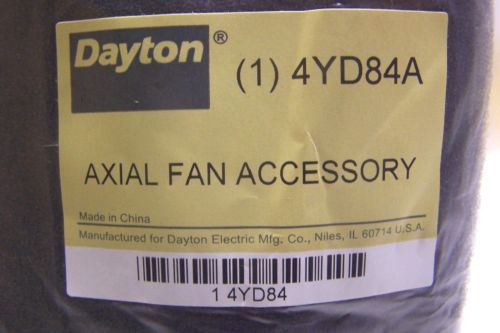 Dayton®
(1) 4YD84A
AXIAL FAN ACCESSORY
Made in China
Manufactured for Dayton Electric Mfg. Co., Niles, IL 60714 U.S.A.
1 4YD84